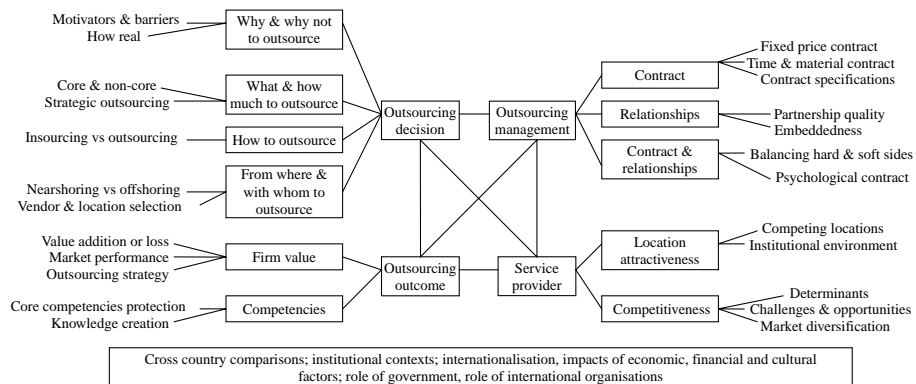 Motivators & barriers
How real
Why & why not
to outsource
Core & non-core
Strategic outsourcing
What & how
much to outsource
Insourcing vs outsourcing
How to outsource
Nearshoring vs offshoring
Vendor & location selection
From where &
with whom to
outsource
Value addition or loss
Market performance
Outsourcing strategy
Firm value
Core competencies protection
Knowledge creation
Competencies
Outsourcing
decision
Outsourcing
management
Outsourcing
outcome
Service
provider
Contract
Fixed price contract
Time & material contract
Contract specifications
Relationships
Partnership quality
Embeddedness
Contract &
relationships
Balancing hard & soft sides
Psychological contract
Location
attractiveness
Competing locations
Institutional environment
Competitiveness
Determinants
Challenges & opportunities
Market diversification
Cross country comparisons; institutional contexts; internationalisation, impacts of economic, financial and cultural
factors; role of government, role of international organisations